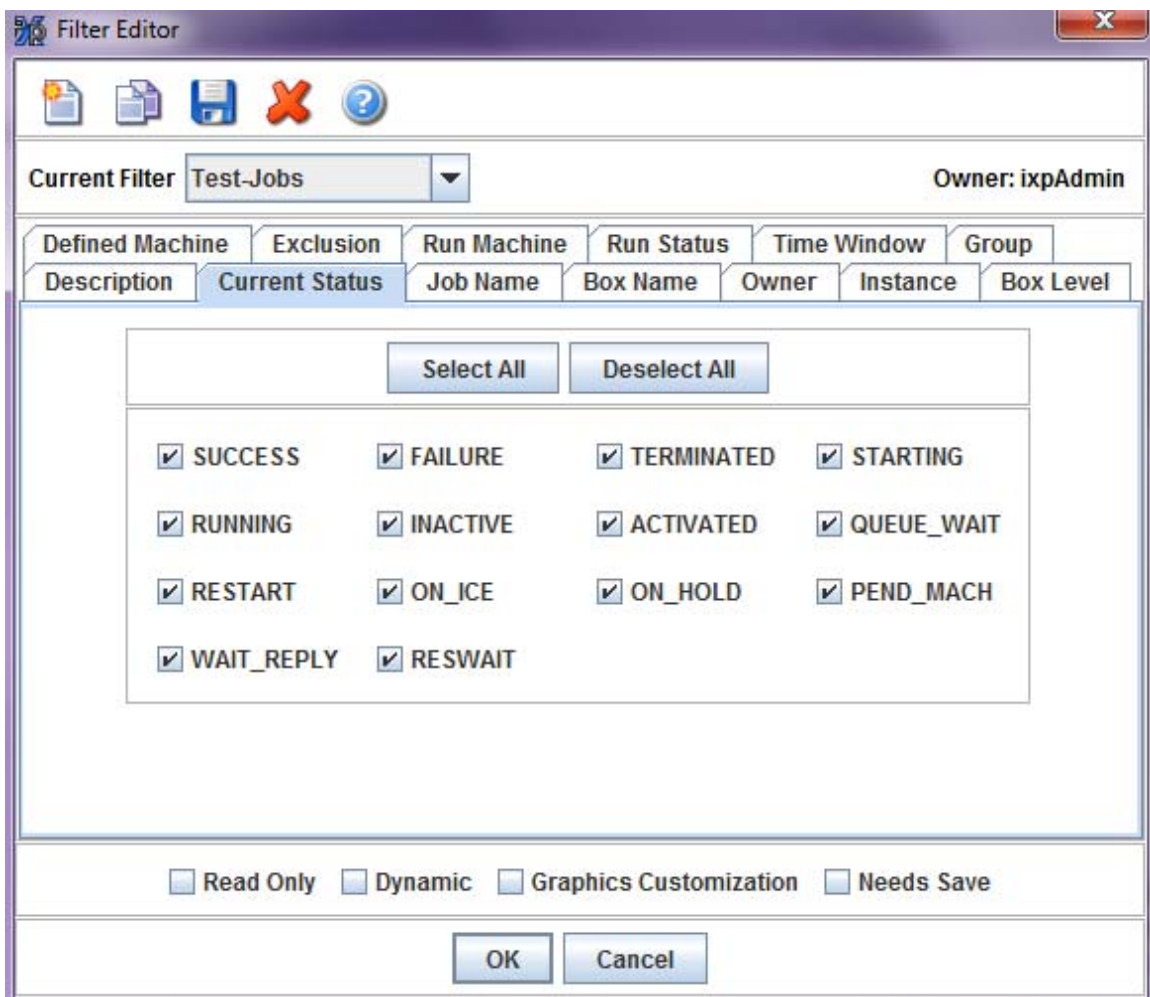 Filter Editor
Current Filter Test-Jobs Owner: ixpAdmin
Defined Machine Exclusion Run Machine Run Status Time Window Group
Description Current Status Job Name Box Name Owner Instance Box Level
Select All Deselect All
SUCCESS FAILURE TERMINATED STARTING
RUNNING INACTIVE ACTIVATED QUEUE_WAIT
RESTART ON_ICE ON_HOLD PEND_MACH
WAIT_REPLY RESWAIT
Read Only Dynamic Graphics Customization Needs Save
OK Cancel